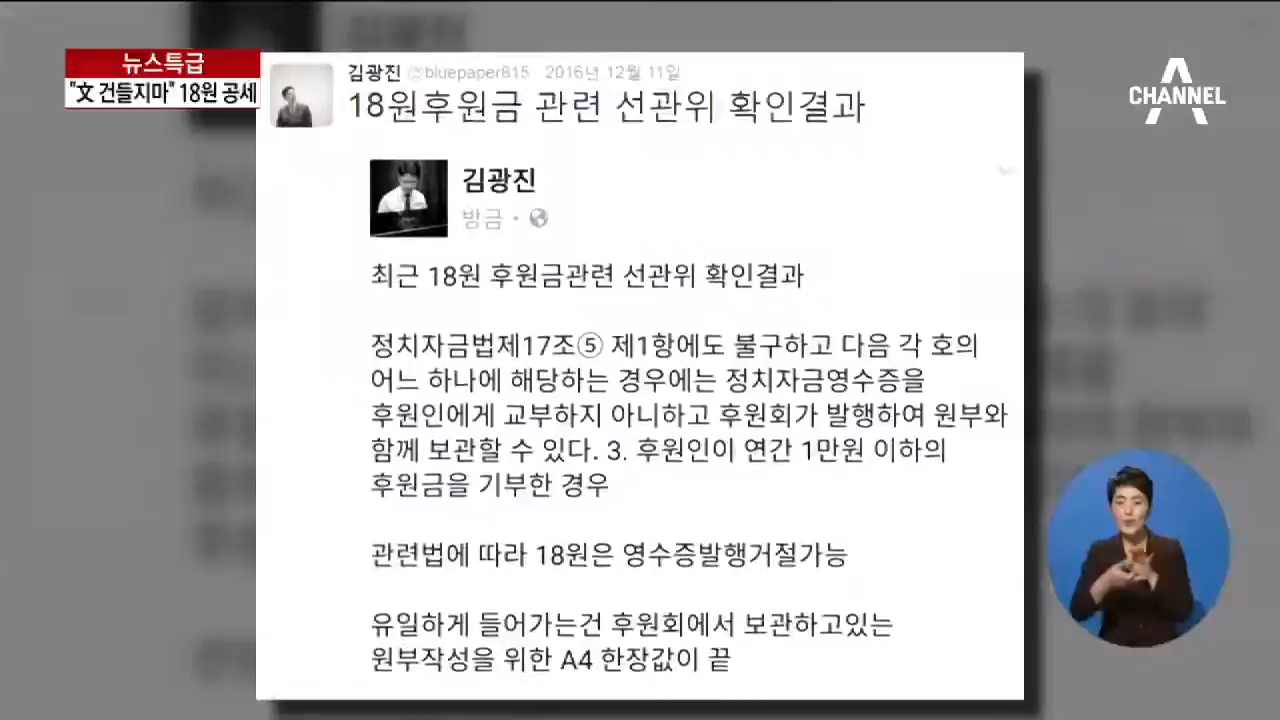 뉴스특급
"文 건들지마" 18원 공세
CHANNEL A
김광진 @bluepaper815 2016년 12월 11일
18원후원금 관련 선관위 확인결과
김광진
방금 ·
최근 18원 후원금관련 선관위 확인결과
정치자금법제17조⑤ 제1항에도 불구하고 다음 각 호의
어느 하나에 해당하는 경우에는 정치자금영수증을
후원인에게 교부하지 아니하고 후원회가 발행하여 원부와
함께 보관할 수 있다. 3. 후원인이 연간 1만원 이하의
후원금을 기부한 경우
관련법에 따라 18원은 영수증발행거절가능
유일하게 들어가는건 후원회에서 보관하고있는
원부작성을 위한 A4 한장값이 끝